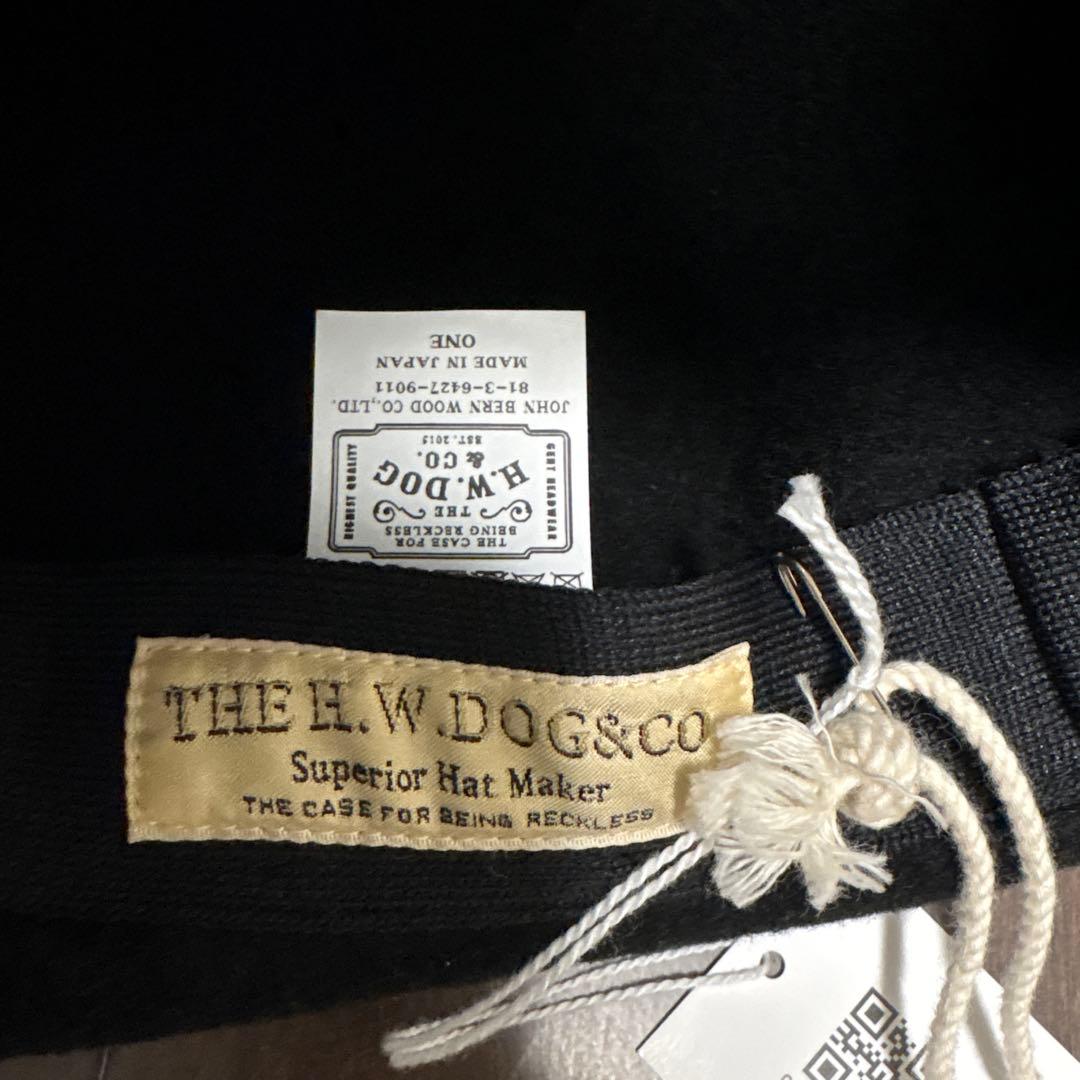 ONE
MADE IN JAPAN
81-3-6427-9011
JOHN BERN WOOD CO.,LTD.
EST. 2015
& CO.
H.W.DOG
THE
BEING RECKLESS
THE CASE FOR
HIGHEST QUALITY
GENT HEADWEAR
THE H.W.DOG&CO
Superior Hat Maker
THE CASE FOR BEING RECKLESS